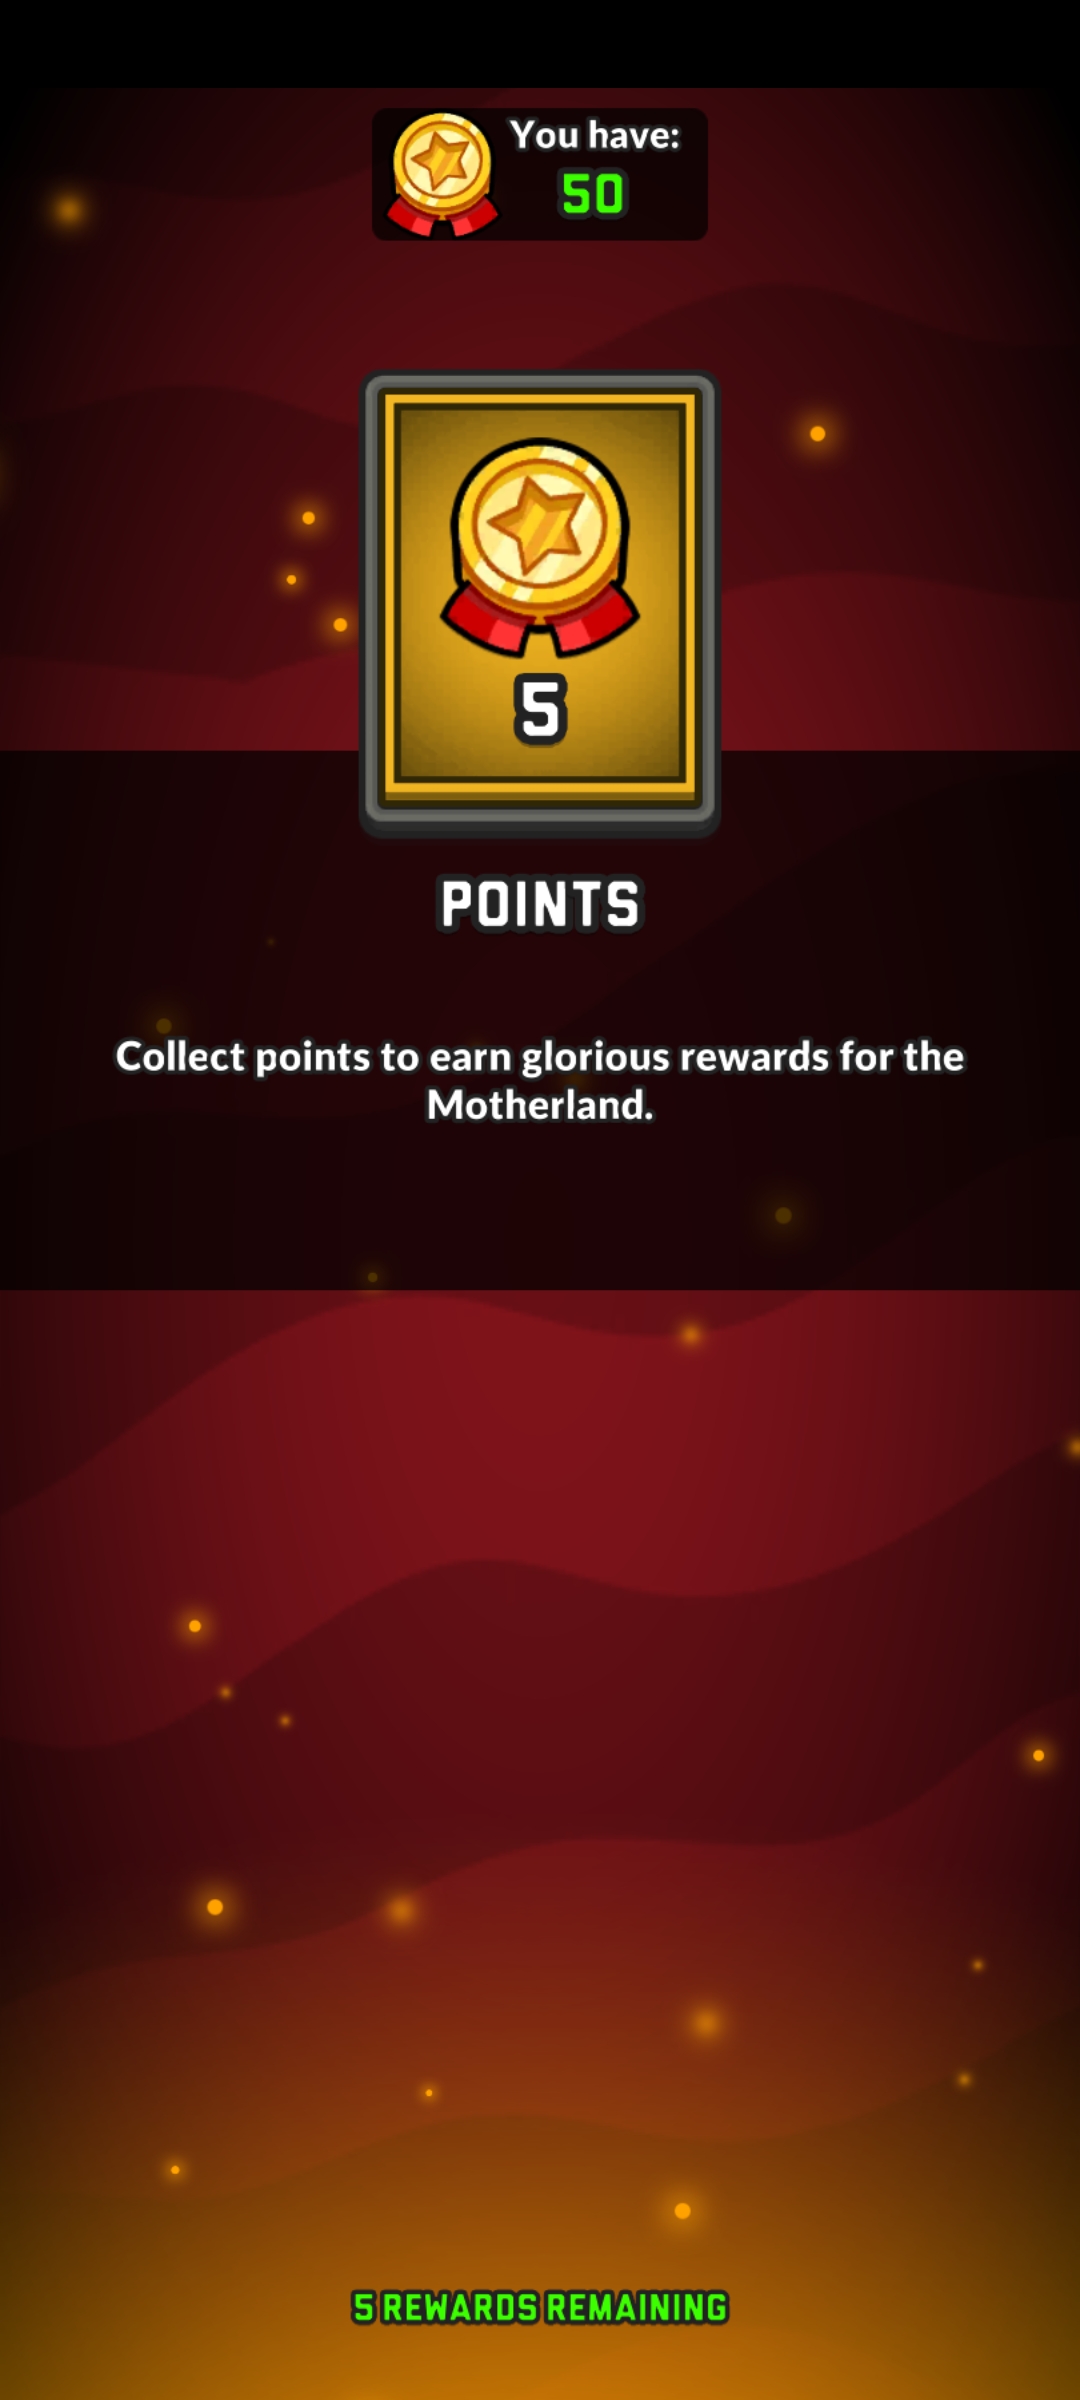 You have:
50
5
POINTS
Collect points to earn glorious rewards for the
Motherland.
5 REWARDS REMAINING